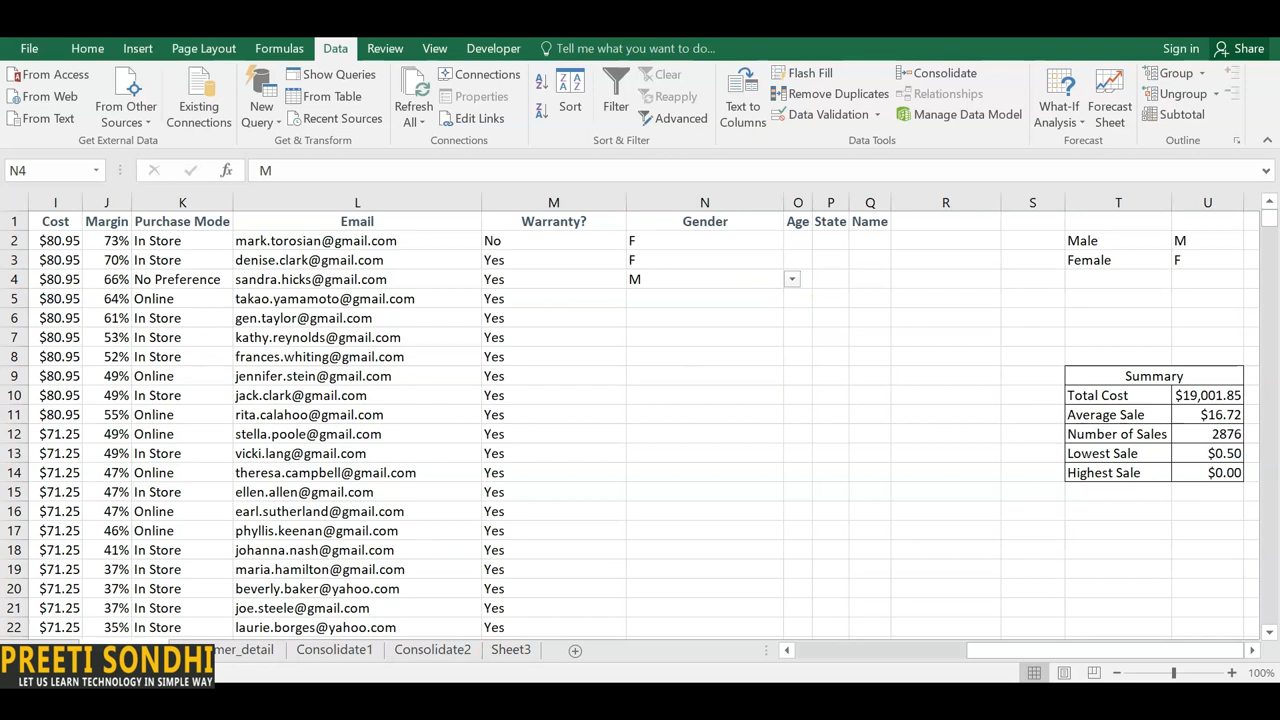 File Home Insert Page Layout Formulas Data Review View Developer Tell me what you want to do... Sign in Share
From Access
From Web
From Text
From Other Sources
Existing Connections
Get External Data
New Query
Show Queries
From Table
Recent Sources
Get & Transform
Refresh All
Connections
Properties
Edit Links
Connections
Sort
Filter
Clear
Reapply
Advanced
Sort & Filter
Text to Columns
Flash Fill
Remove Duplicates
Data Validation
Consolidate
Relationships
Manage Data Model
Data Tools
What-If Analysis
Forecast Sheet
Forecast
Group
Ungroup
Subtotal
Outline
N4 fx M
I J K L M N O P Q R S T U
1 Cost Margin Purchase Mode Email Warranty? Gender Age State Name
2 $80.95 73% In Store mark.torosian@gmail.com No F Male M
3 $80.95 70% In Store denise.clark@gmail.com Yes F Female F
4 $80.95 66% No Preference sandra.hicks@gmail.com Yes M
5 $80.95 64% Online takao.yamamoto@gmail.com Yes
6 $80.95 61% In Store gen.taylor@gmail.com Yes
7 $80.95 53% In Store kathy.reynolds@gmail.com Yes
8 $80.95 52% In Store frances.whiting@gmail.com Yes
9 $80.95 49% Online jennifer.stein@gmail.com Yes Summary
10 $80.95 49% In Store jack.clark@gmail.com Yes Total Cost $19,001.85
11 $80.95 55% Online rita.calahoo@gmail.com Yes Average Sale $16.72
12 $71.25 49% Online stella.poole@gmail.com Yes Number of Sales 2876
13 $71.25 49% In Store vicki.lang@gmail.com Yes Lowest Sale $0.50
14 $71.25 47% Online theresa.campbell@gmail.com Yes Highest Sale $0.00
15 $71.25 47% In Store ellen.allen@gmail.com Yes
16 $71.25 47% Online earl.sutherland@gmail.com Yes
17 $71.25 46% Online phyllis.keenan@gmail.com Yes
18 $71.25 41% In Store johanna.nash@gmail.com Yes
19 $71.25 37% In Store maria.hamilton@gmail.com Yes
20 $71.25 37% In Store beverly.baker@yahoo.com Yes
21 $71.25 37% In Store joe.steele@gmail.com Yes
22 $71.25 35% In Store laurie.borges@yahoo.com Yes
mer_detail Consolidate1 Consolidate2 Sheet3
PREETI SONDHI
LET US LEARN TECHNOLOGY IN SIMPLE WAY
100%